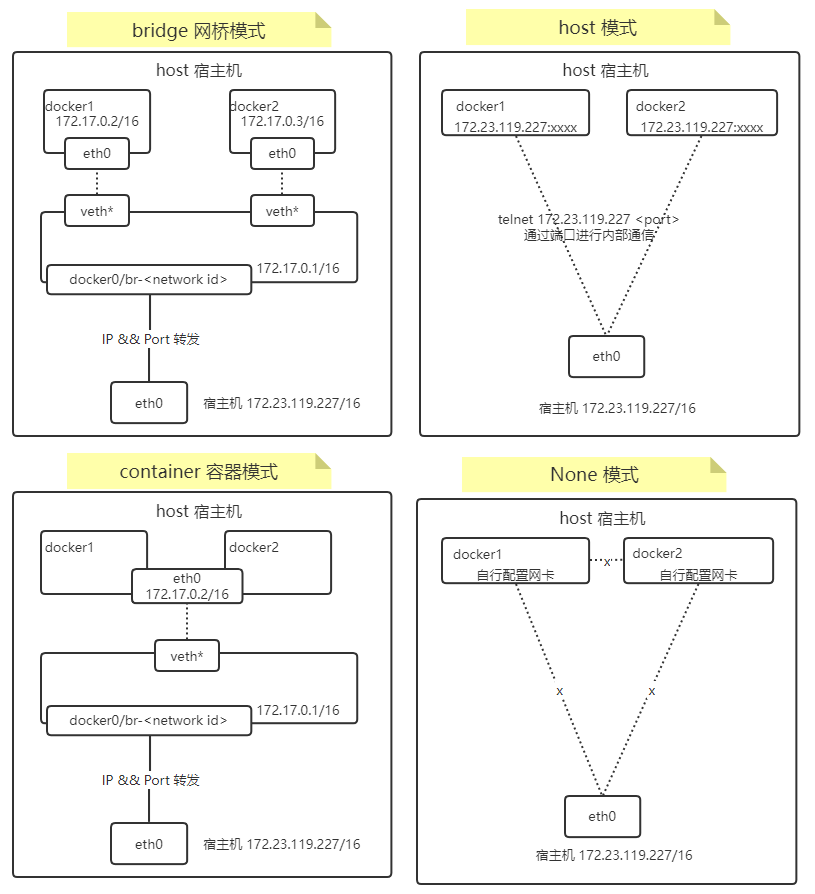 bridge 网桥模式
host 宿主机
docker1
172.17.0.2/16
docker2
172.17.0.3/16
eth0
eth0
veth*
veth*
172.17.0.1/16
docker0/br-<network id>
IP && Port 转发
eth0
宿主机 172.23.119.227/16
host 模式
host 宿主机
docker1
172.23.119.227:xxxx
docker2
172.23.119.227:xxxx
telnet 172.23.119.227 <port>
通过端口进行内部通信
eth0
宿主机 172.23.119.227/16
container 容器模式
host 宿主机
docker1
docker2
eth0
172.17.0.2/16
veth*
172.17.0.1/16
docker0/br-<network id>
IP && Port 转发
eth0
宿主机 172.23.119.227/16
None 模式
host 宿主机
docker1
自行配置网卡
x
docker2
自行配置网卡
x
x
eth0
宿主机 172.23.119.227/16